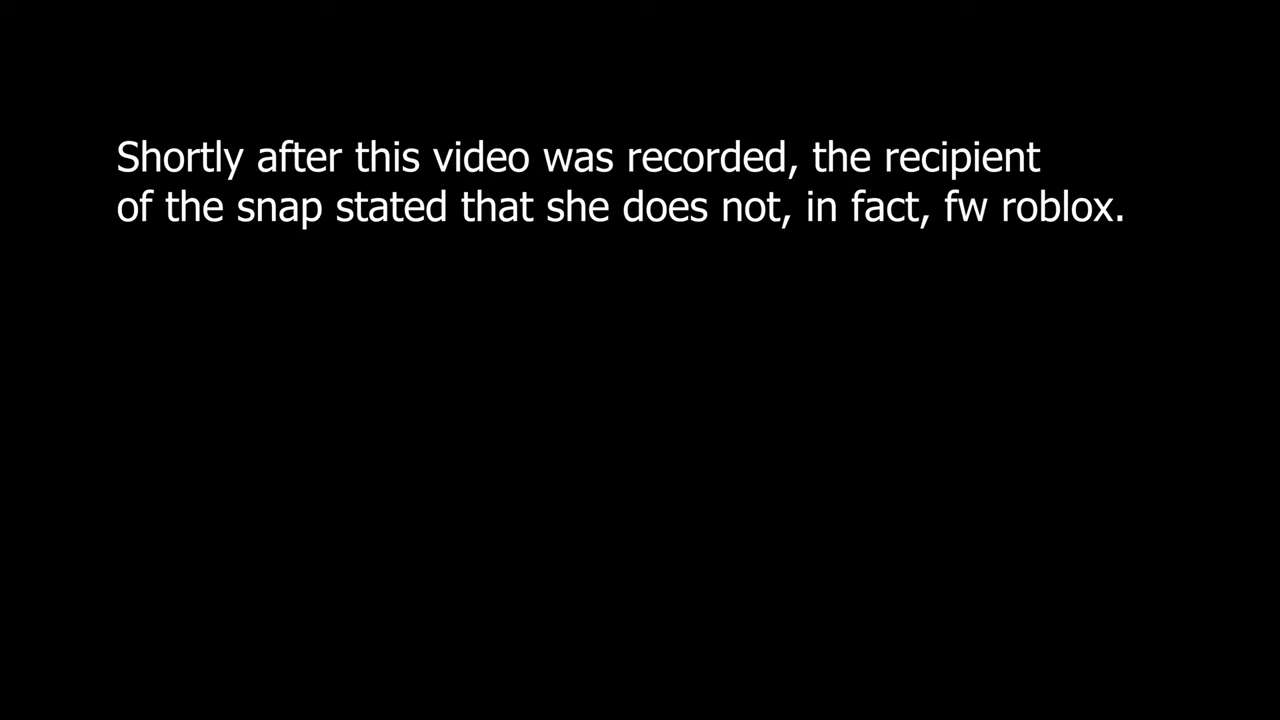 Shortly after this video was recorded, the recipient
of the snap stated that she does not, in fact, fw roblox.